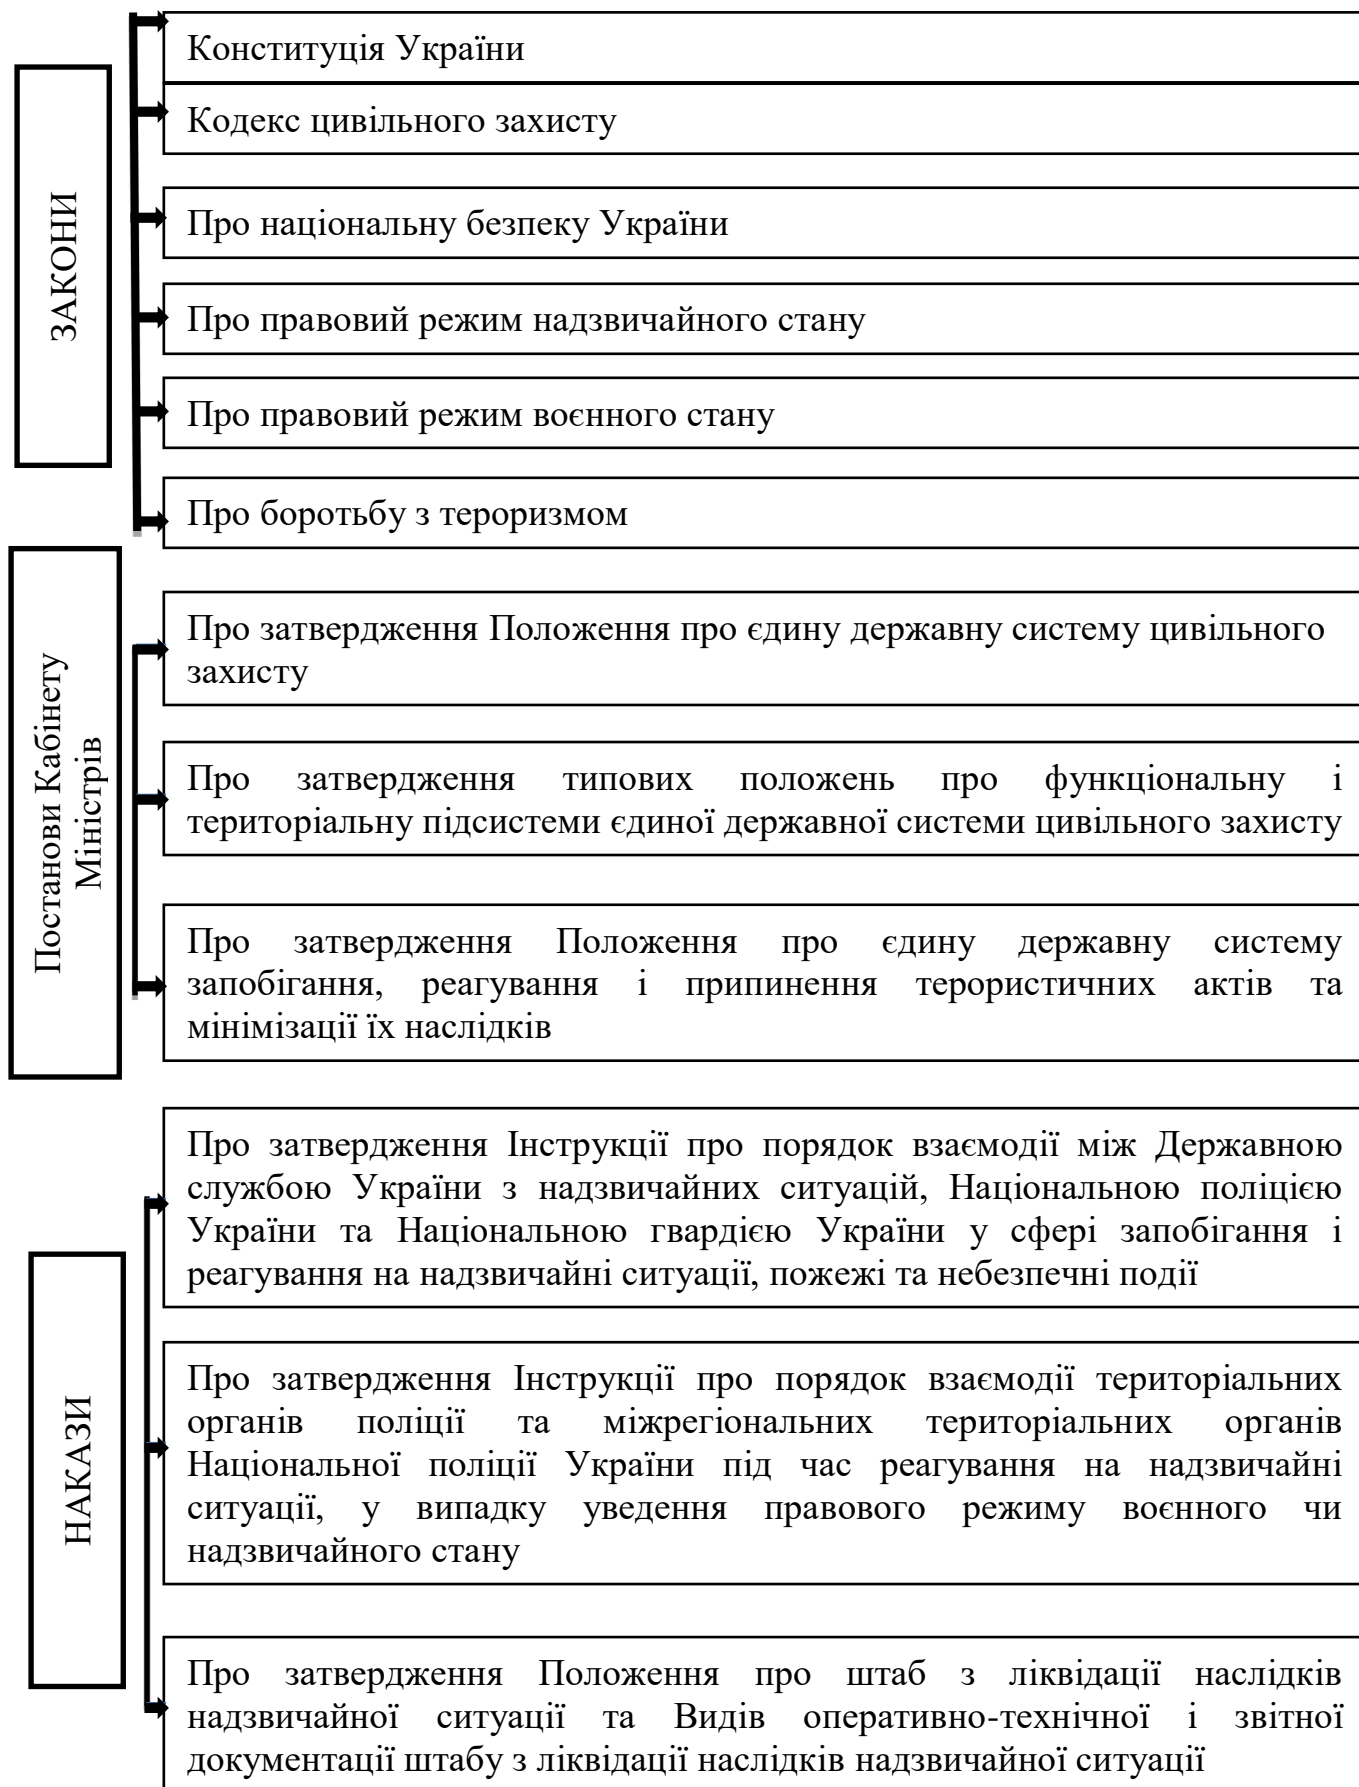 ЗАКОНИ
Конституція України
Кодекс цивільного захисту
Про національну безпеку України
Про правовий режим надзвичайного стану
Про правовий режим воєнного стану
Про боротьбу з тероризмом
Постанови Кабінету
Міністрів
Про затвердження Положення про єдину державну систему цивільного
захисту
Про затвердження типових положень про функціональну і
територіальну підсистеми єдиної державної системи цивільного захисту
Про затвердження Положення про єдину державну систему
запобігання, реагування і припинення терористичних актів та
мінімізації їх наслідків
НАКАЗИ
Про затвердження Інструкції про порядок взаємодії між Державною
службою України з надзвичайних ситуацій, Національною поліцією
України та Національною гвардією України у сфері запобігання і
реагування на надзвичайні ситуації, пожежі та небезпечні події
Про затвердження Інструкції про порядок взаємодії територіальних
органів поліції та міжрегіональних територіальних органів
Національної поліції України під час реагування на надзвичайні
ситуації, у випадку уведення правового режиму воєнного чи
надзвичайного стану
Про затвердження Положення про штаб з ліквідації наслідків
надзвичайної ситуації та Видів оперативно-технічної і звітної
документації штабу з ліквідації наслідків надзвичайної ситуації